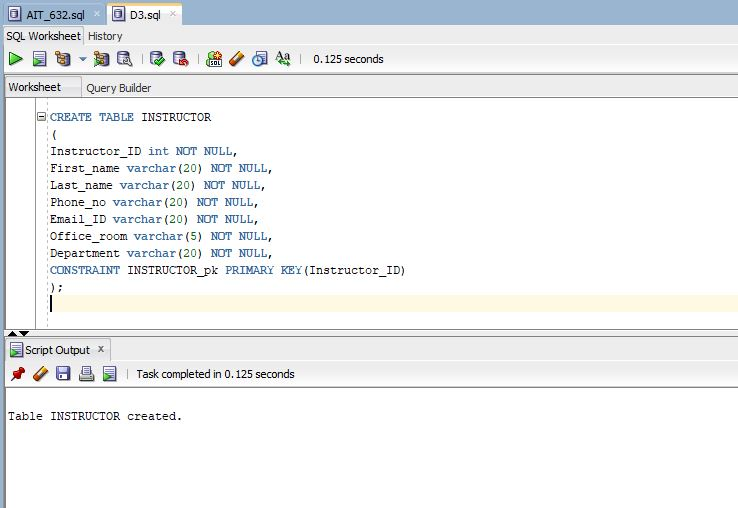 AIT_632.sql D3.sql
SQL Worksheet History
SQL Aa 0.125 seconds
Worksheet Query Builder
CREATE TABLE INSTRUCTOR
(
Instructor_ID int NOT NULL,
First_name varchar(20) NOT NULL,
Last_name varchar(20) NOT NULL,
Phone_no varchar(20) NOT NULL,
Email_ID varchar(20) NOT NULL,
Office_room varchar(5) NOT NULL,
Department varchar(20) NOT NULL,
CONSTRAINT INSTRUCTOR_pk PRIMARY KEY(Instructor_ID)
);
Script Output x
Task completed in 0.125 seconds
Table INSTRUCTOR created.